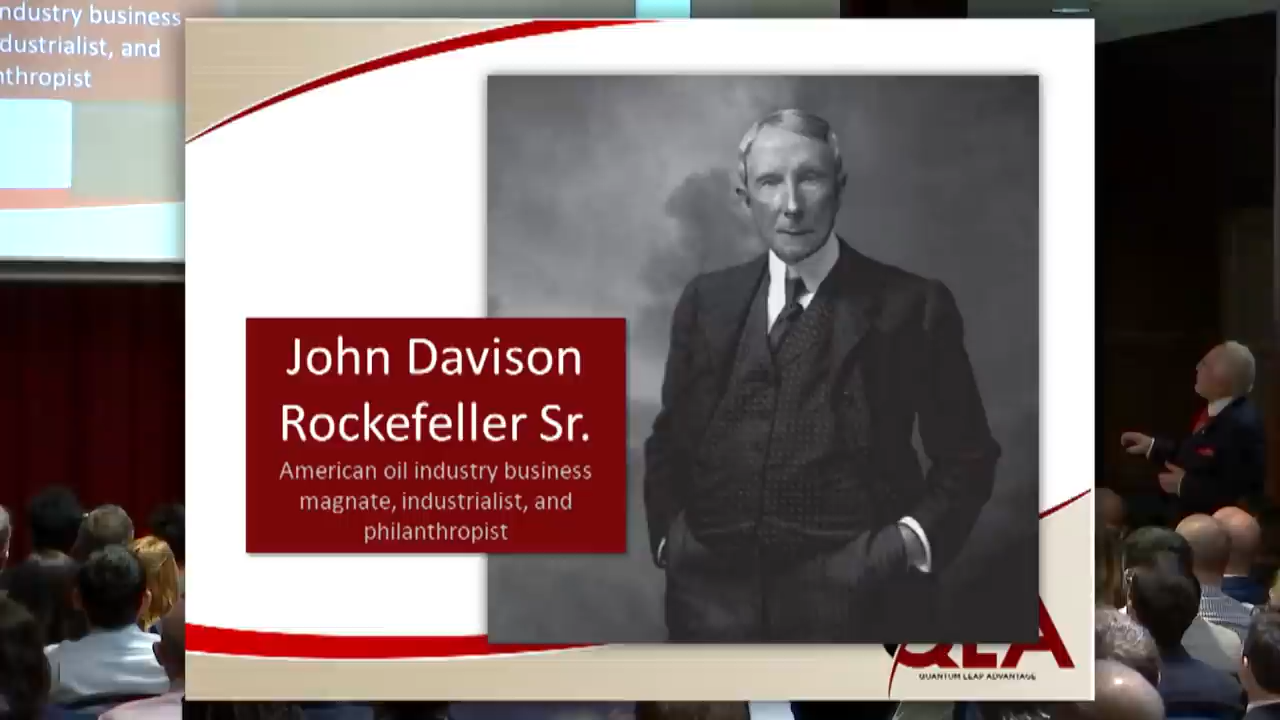 ndustry business
dustrialist, and
nthropist
John Davison
Rockefeller Sr.
American oil industry business
magnate, industrialist, and
philanthropist
QLA
QUANTUM LEAP ADVANTAGE